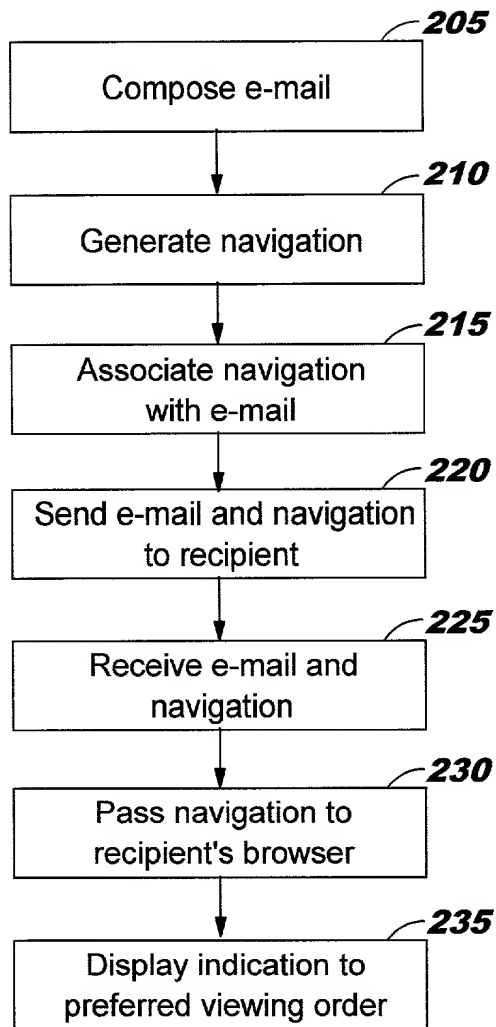 205
Compose e-mail
210
Generate navigation
215
Associate navigation
with e-mail
220
Send e-mail and navigation
to recipient
225
Receive e-mail and
navigation
230
Pass navigation to
recipient's browser
235
Display indication to
preferred viewing order